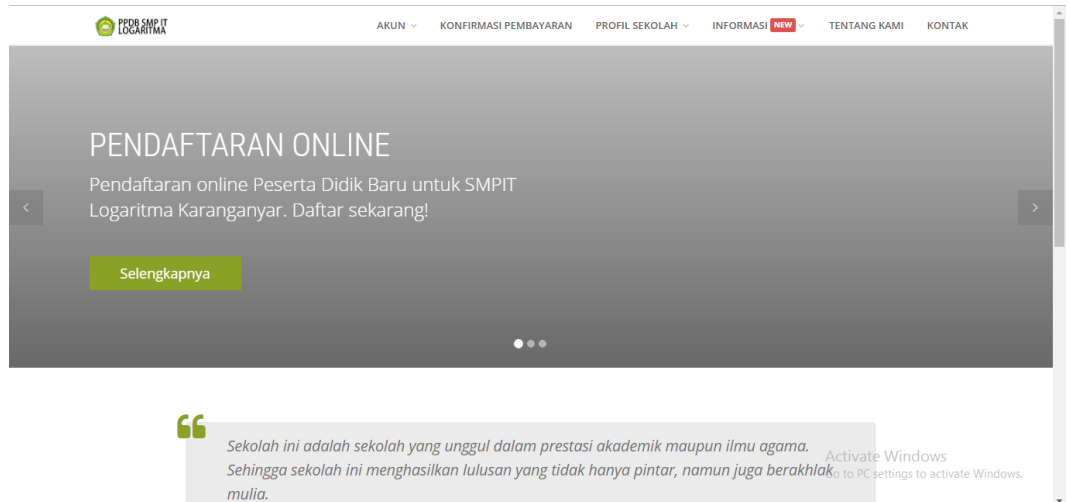 PPDB SMP IT
LOGARITMA
AKUN
KONFIRMASI PEMBAYARAN
PROFIL SEKOLAH
INFORMASI NEW
TENTANG KAMI
KONTAK
PENDAFTARAN ONLINE
Pendaftaran online Peserta Didik Baru untuk SMPIT
Logaritma Karanganyar. Daftar sekarang!
Selengkapnya
Sekolah ini adalah sekolah yang unggul dalam prestasi akademik maupun ilmu agama.
Sehingga sekolah ini menghasilkan lulusan yang tidak hanya pintar, namun juga berakhlak
mulia.
Activate Windows
Go to PC settings to activate Windows.